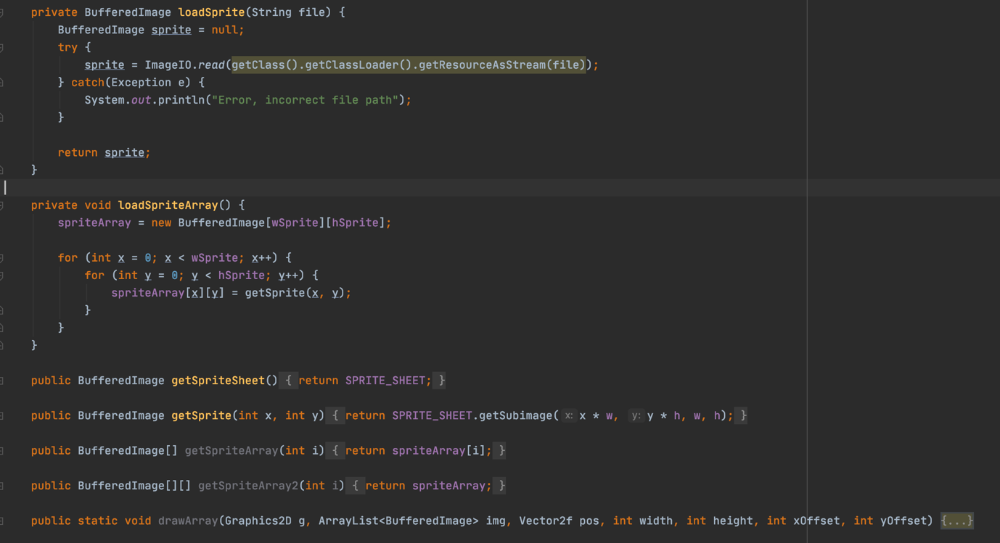 private BufferedImage loadSprite(String file) {
BufferedImage sprite = null;
try {
sprite = ImageIO.read(getClass().getClassLoader().getResourceAsStream(file));
} catch(Exception e) {
System.out.println("Error, incorrect file path");
}
return sprite;
}
private void loadSpriteArray() {
spriteArray = new BufferedImage[wSprite][hSprite];
for (int x = 0; x < wSprite; x++) {
for (int y = 0; y < hSprite; y++) {
spriteArray[x][y] = getSprite(x, y);
}
}
}
public BufferedImage getSpriteSheet() { return SPRITE_SHEET; }
public BufferedImage getSprite(int x, int y) { return SPRITE_SHEET.getSubimage( x: x * w, y: y * h, w, h); }
public BufferedImage[] getSpriteArray(int i) { return spriteArray[i]; }
public BufferedImage[][] getSpriteArray2(int i) { return spriteArray; }
public static void drawArray(Graphics2D g, ArrayList<BufferedImage> img, Vector2f pos, int width, int height, int xOffset, int yOffset) {...}